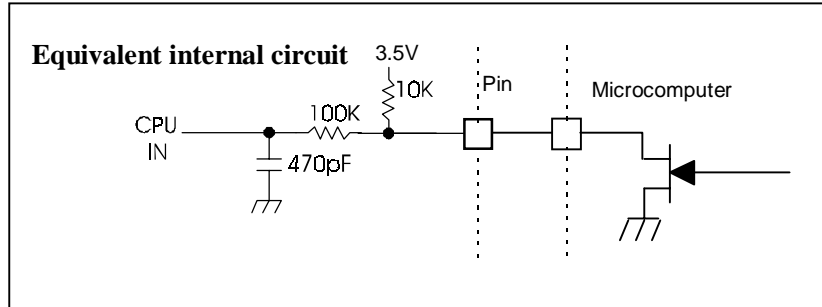 Equivalent internal circuit
3.5V
10K
Pin
Microcomputer
100K
CPU
IN
470pF